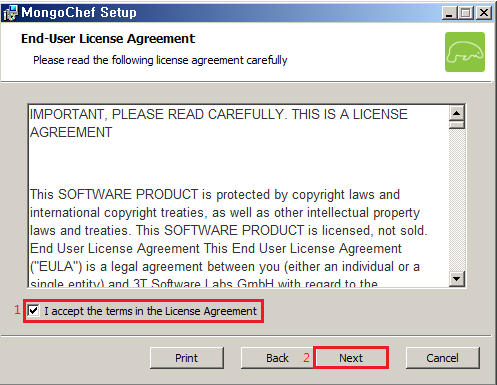 MongoChef Setup
End-User License Agreement
Please read the following license agreement carefully
IMPORTANT, PLEASE READ CAREFULLY. THIS IS A LICENSE
AGREEMENT
This SOFTWARE PRODUCT is protected by copyright laws and
international copyright treaties, as well as other intellectual property
laws and treaties. This SOFTWARE PRODUCT is licensed, not sold.
End User License Agreement This End User License Agreement
("EULA") is a legal agreement between you (either an individual or a
single entity) and 3T Software Labs GmbH with regard to the
1 I accept the terms in the License Agreement
Print Back 2 Next Cancel